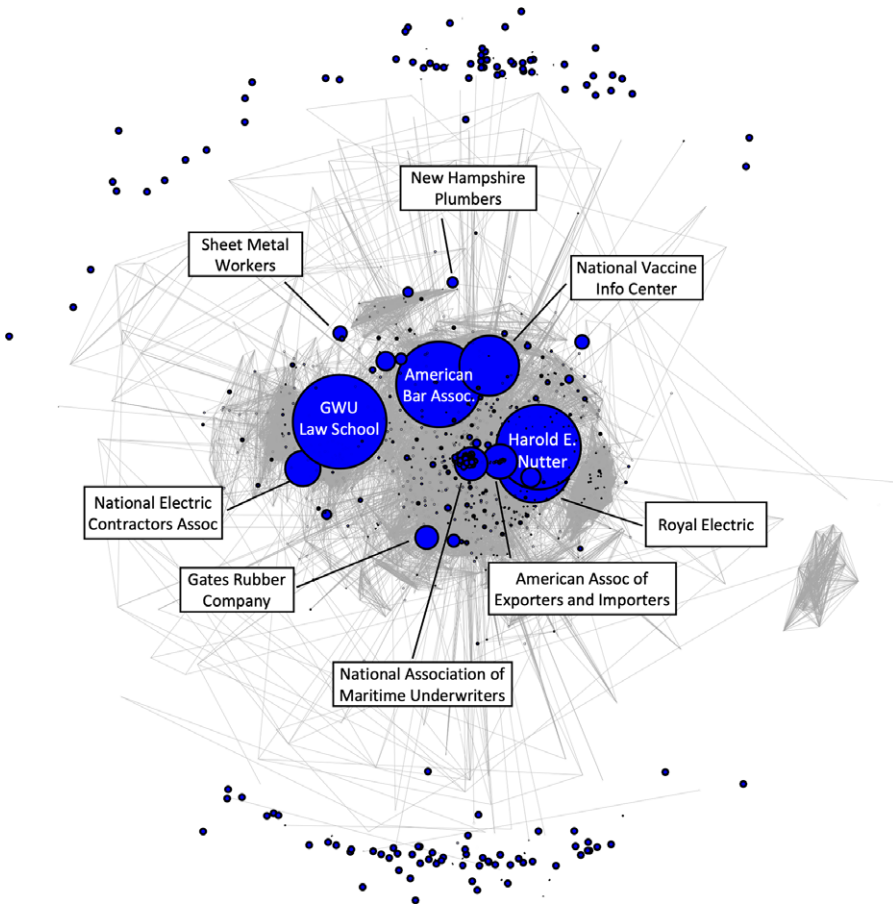 New Hampshire
Plumbers
Sheet Metal
Workers
National Vaccine
Info Center
American
Bar Assoc.
GWU
Law School
Harold E.
Nutter
National Electric
Contractors Assoc
Royal Electric
Gates Rubber
Company
American Assoc of
Exporters and Importers
National Association of
Maritime Underwriters